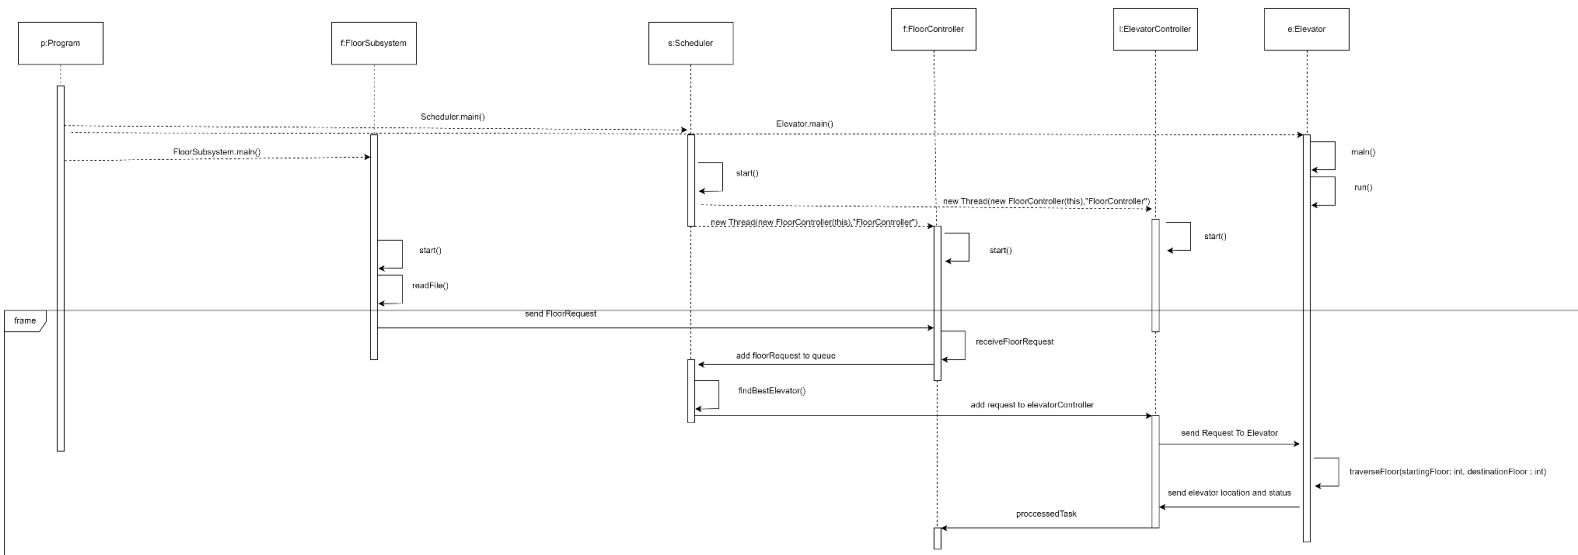 p:Program
f:FloorSubsystem
s:Scheduler
f:FloorController
l:ElevatorController
e:Elevator
Scheduler.main()
Elevator.main()
FloorSubsystem.main()
main()
start()
run()
new Thread(new FloorController(this),"FloorController")
new Thread(new FloorController(this),"FloorController")
start()
start()
start()
readFile()
frame
send FloorRequest
receiveFloorRequest
add floorRequest to queue
findBestElevator()
add request to elevatorController
send Request To Elevator
traverseFloor(startingFloor: int, destinationFloor : int)
send elevator location and status
proccessedTask